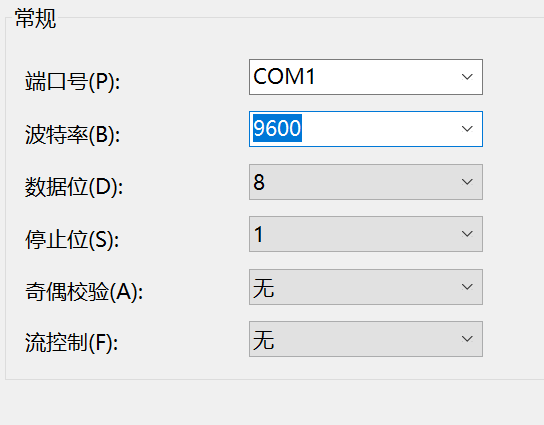 常规
端口号(P): COM1
波特率(B): 9600
数据位(D): 8
停止位(S): 1
奇偶校验(A): 无
流控制(F): 无